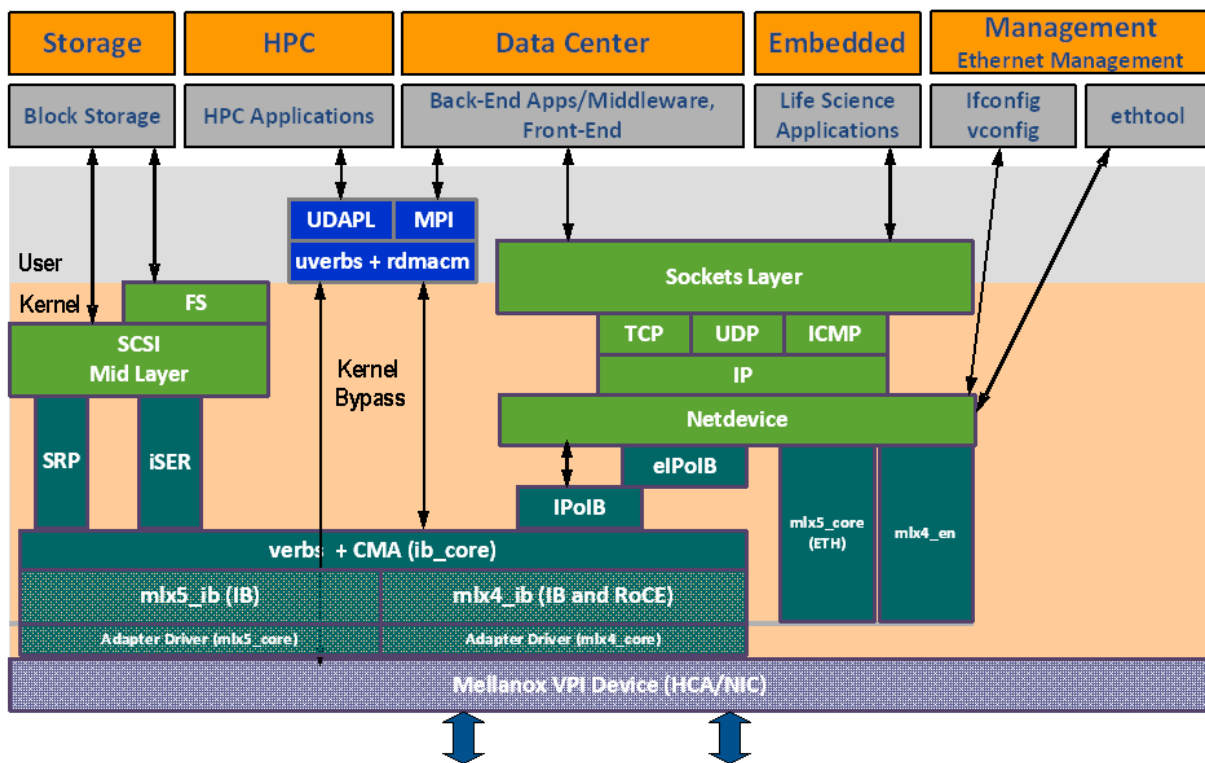 Storage
HPC
Data Center
Embedded
Management
Ethernet Management
Block Storage
HPC Applications
Back-End Apps/Middleware,
Front-End
Life Science
Applications
Ifconfig
vconfig
ethtool
UDAPL
MPI
uverbs + rdmacm
User
Kernel
FS
SCSI
Mid Layer
Kernel
Bypass
Sockets Layer
TCP
UDP
ICMP
IP
Netdevice
SRP
iSER
eIPoIB
IPoIB
mlx5_core
(ETH)
mlx4_en
verbs + CMA (ib_core)
mlx5_ib (IB)
mlx4_ib (IB and RoCE)
Adapter Driver (mlx5_core)
Adapter Driver (mlx4_core)
Mellanox VPI Device (HCA/NIC)